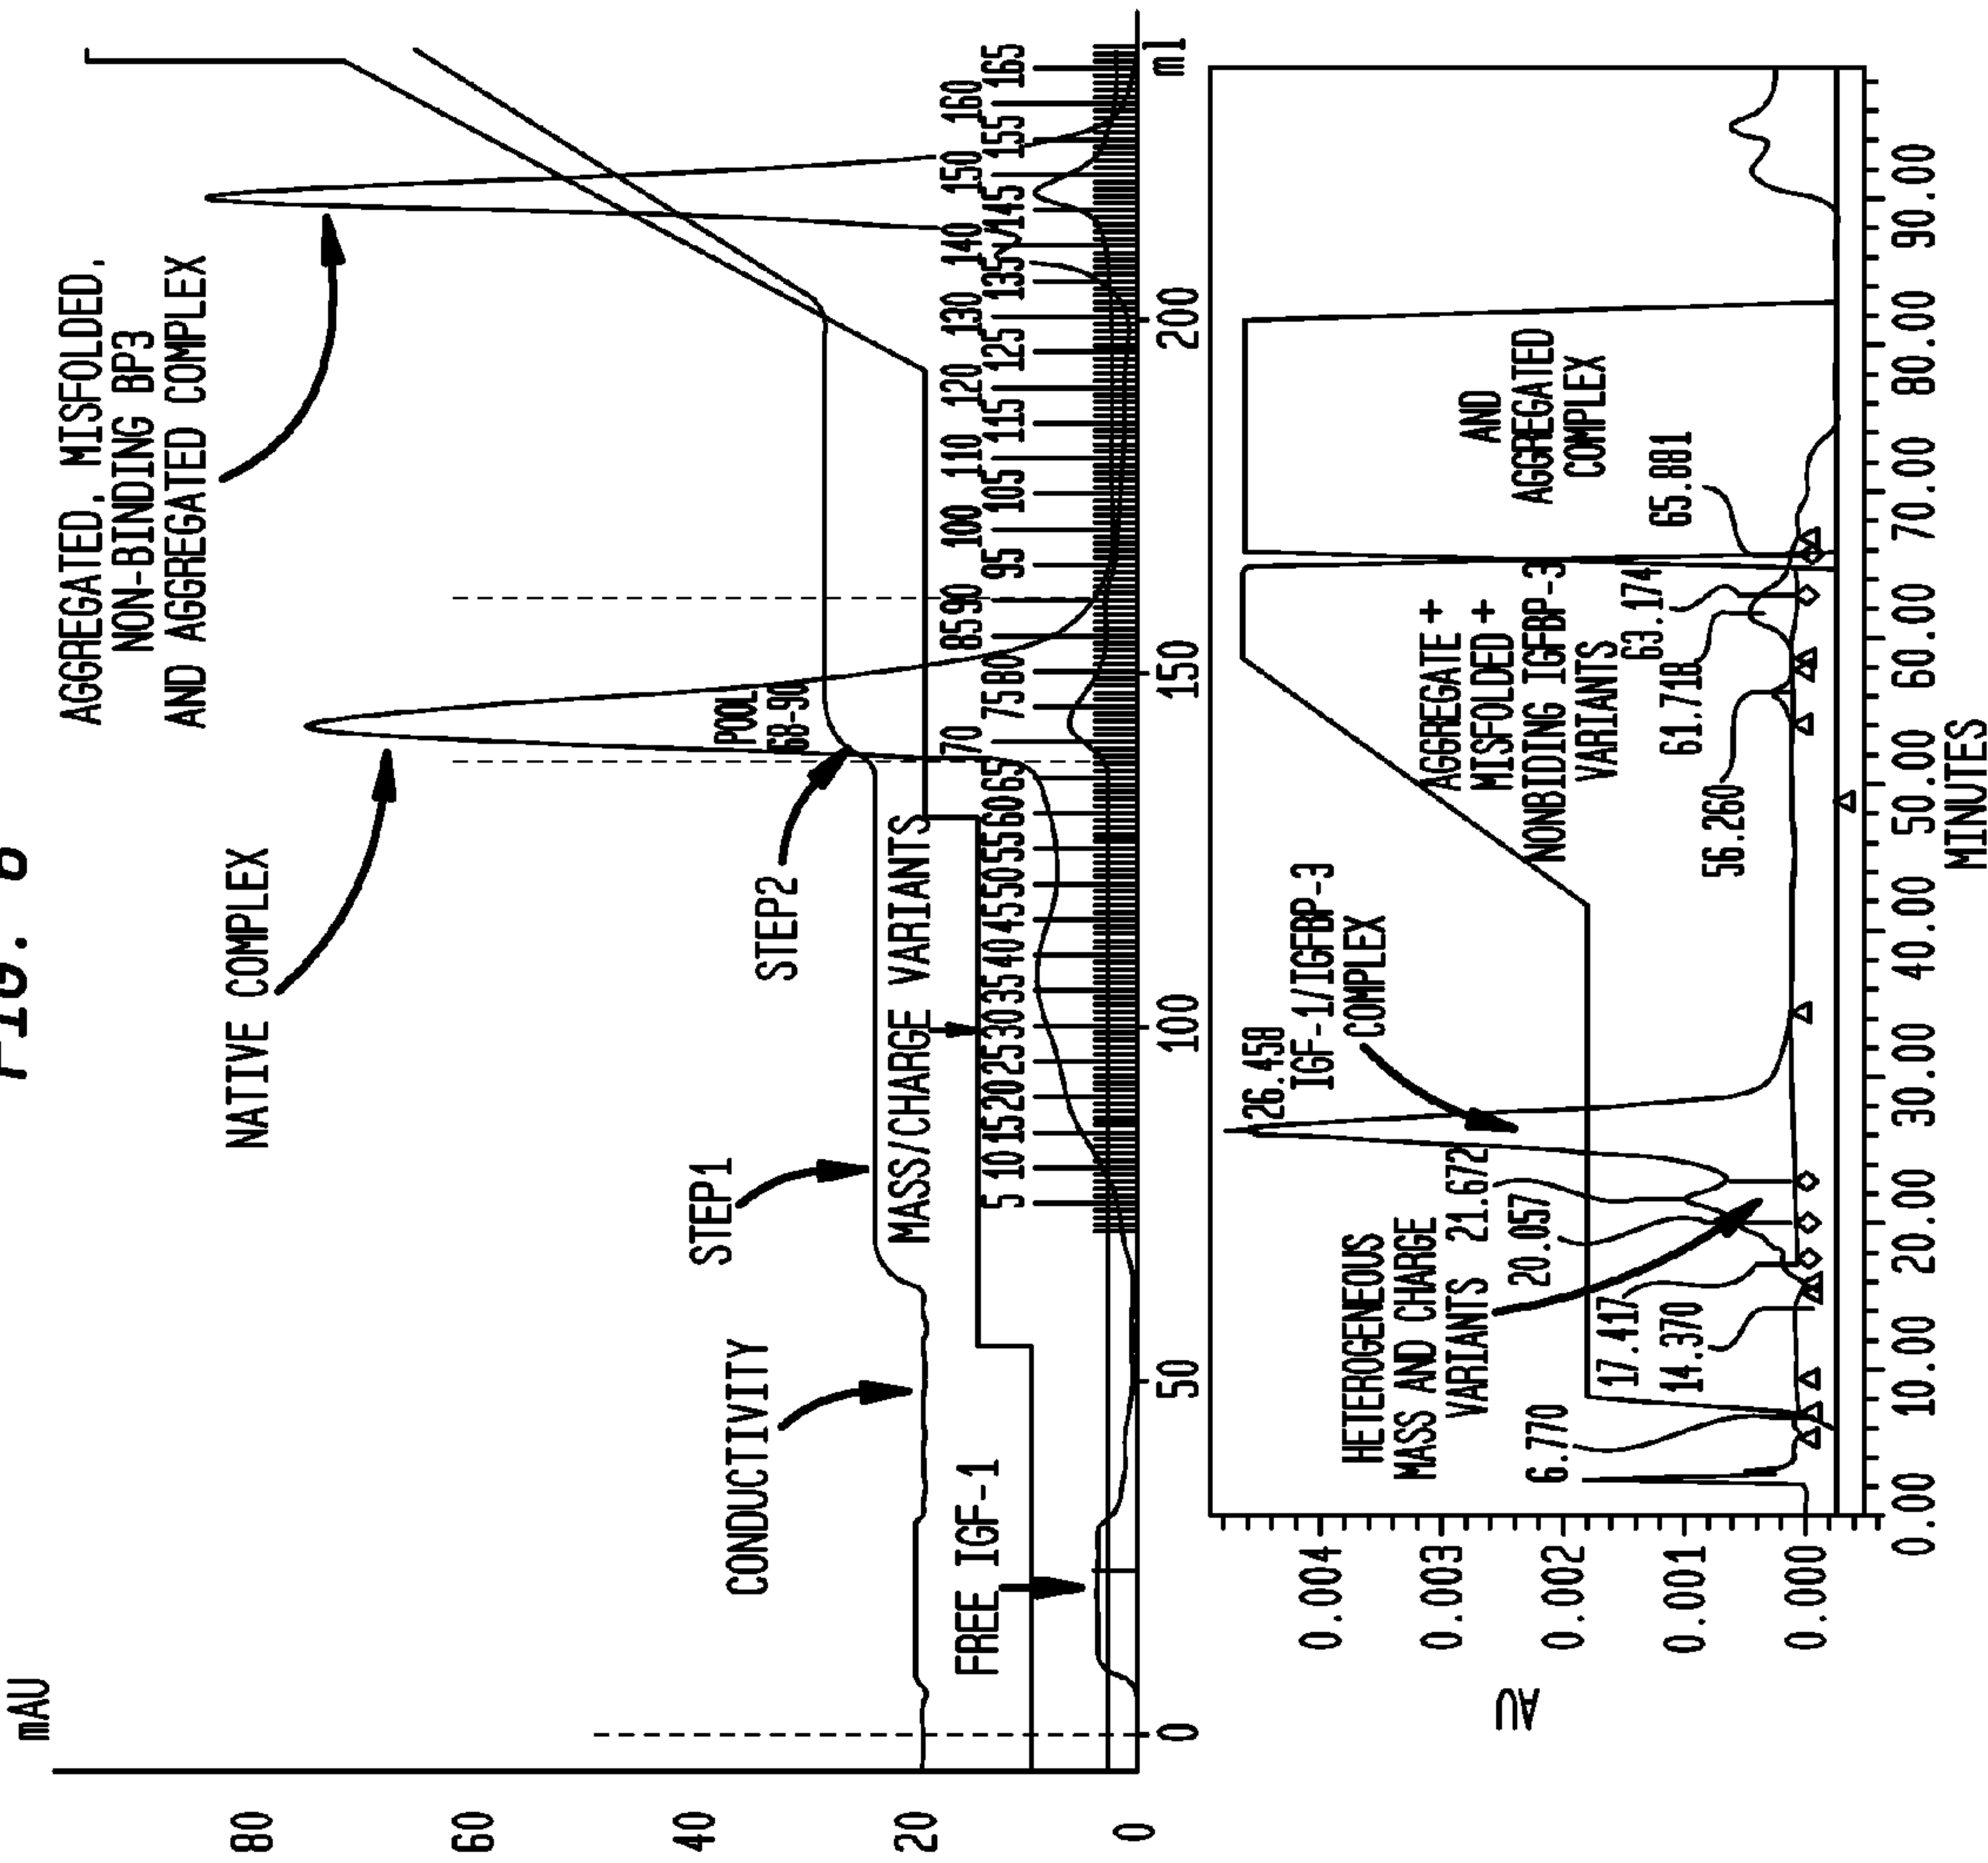 FIG. 8
mAU
80
60
40
20
0
AGGREGATED, MISFOLDED,
NON-BINDING BP3
AND AGGREGATED COMPLEX
NATIVE COMPLEX
STEP1
STEP2
CONDUCTIVITY
POOL
68-90
MASS/CHARGE VARIANTS
FREE IGF-1
5 10 15 20 25 30 35 40 45 50 55 60 65 70 75 80 85 90 95 100 105 110 115 120 125 130 135 140 145 150 155 160 165
0 50 100 150 200 ml
AU
0.004
0.003
0.002
0.001
0.000
26.458
IGF-1/IGFBP-3
COMPLEX
HETEROGENEOUS
MASS AND CHARGE
VARIANTS 21.672
20.057
6.770
17.417
14.370
AGGREGATE +
MISFOLDED +
NONBIDING IGFBP-3
VARIANTS
AND
AGGREGATED
COMPLEX
63.174
65.881
61.718
56.260
0.00 10.00 20.00 30.00 40.00 50.00 60.00 70.00 80.00 90.00
MINUTES